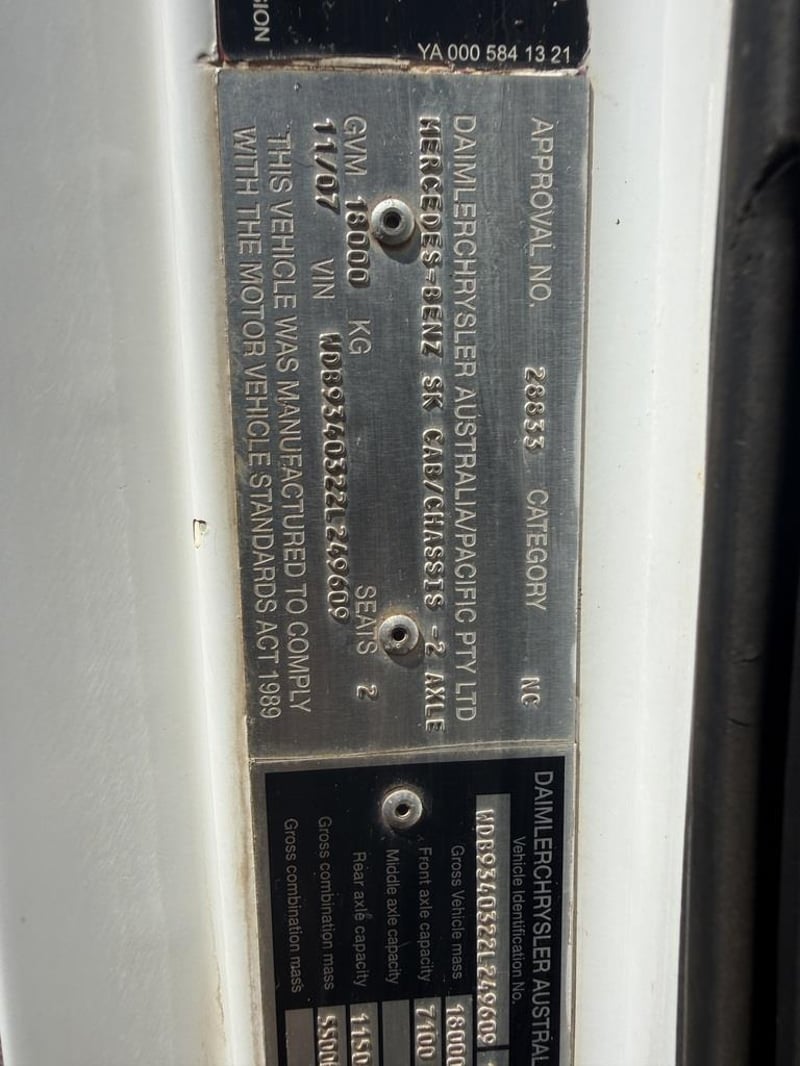 SION
YA 000 584 13 21
APPROVAL NO. 28833 CATEGORY NC
DAIMLERCHRYSLER AUSTRALIA/PACIFIC PTY LTD
MERCEDES-BENZ SK CAB/CHASSIS -2 AXLE
GVM 18000 KG SEATS 2
11/07 VIN WDB9340322L249609
THIS VEHICLE WAS MANUFACTURED TO COMPLY
WITH THE MOTOR VEHICLE STANDARDS ACT 1989
DAIMLERCHRYSLER AUSTRAL
Vehicle Identification No.
WDB9340322L249609
Gross Vehicle mass 18000
Front axle capacity 7100
Middle axle capacity
Rear axle capacity 1150
Gross combination mass 5500
Gross combination mass